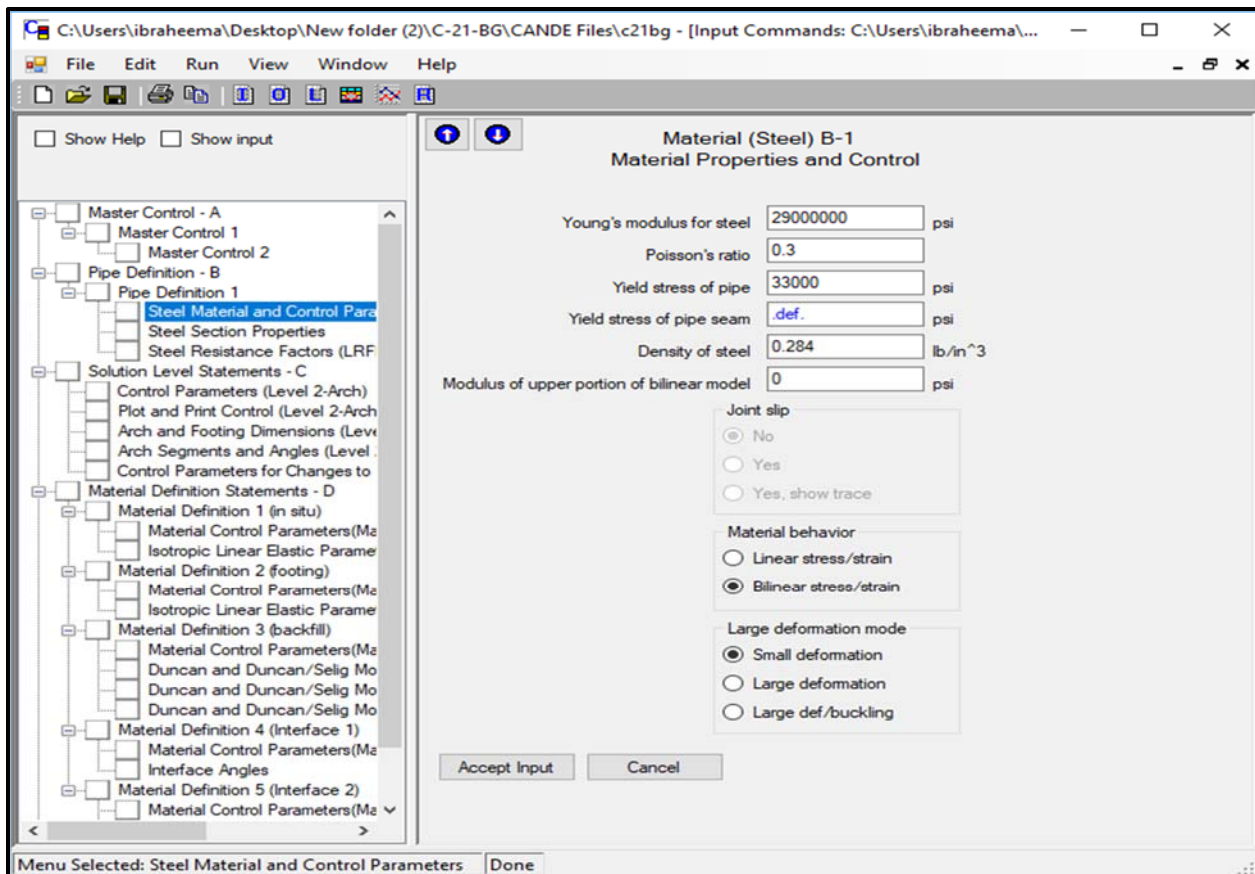 C:\Users\ibraheema\Desktop\New folder (2)\C-21-BG\CANDE Files\c21bg - [Input Commands: C:\Users\ibraheema\...
File Edit Run View Window Help
Show Help Show input
Master Control - A
Master Control 1
Master Control 2
Pipe Definition - B
Pipe Definition 1
Steel Material and Control Para
Steel Section Properties
Steel Resistance Factors (LRF
Solution Level Statements - C
Control Parameters (Level 2-Arch)
Plot and Print Control (Level 2-Arch
Arch and Footing Dimensions (Leve
Arch Segments and Angles (Level
Control Parameters for Changes to
Material Definition Statements - D
Material Definition 1 (in situ)
Material Control Parameters(Ma
Isotropic Linear Elastic Parame
Material Definition 2 (footing)
Material Control Parameters(Ma
Isotropic Linear Elastic Parame
Material Definition 3 (backfill)
Material Control Parameters(Ma
Duncan and Duncan/Selig Mo
Duncan and Duncan/Selig Mo
Duncan and Duncan/Selig Mo
Material Definition 4 (Interface 1)
Material Control Parameters(Ma
Interface Angles
Material Definition 5 (Interface 2)
Material Control Parameters(Ma
Material (Steel) B-1
Material Properties and Control
Young's modulus for steel 29000000 psi
Poisson's ratio 0.3
Yield stress of pipe 33000 psi
Yield stress of pipe seam .def. psi
Density of steel 0.284 lb/in^3
Modulus of upper portion of bilinear model 0 psi
Joint slip
No
Yes
Yes, show trace
Material behavior
Linear stress/strain
Bilinear stress/strain
Large deformation mode
Small deformation
Large deformation
Large def/buckling
Accept Input Cancel
Menu Selected: Steel Material and Control Parameters Done